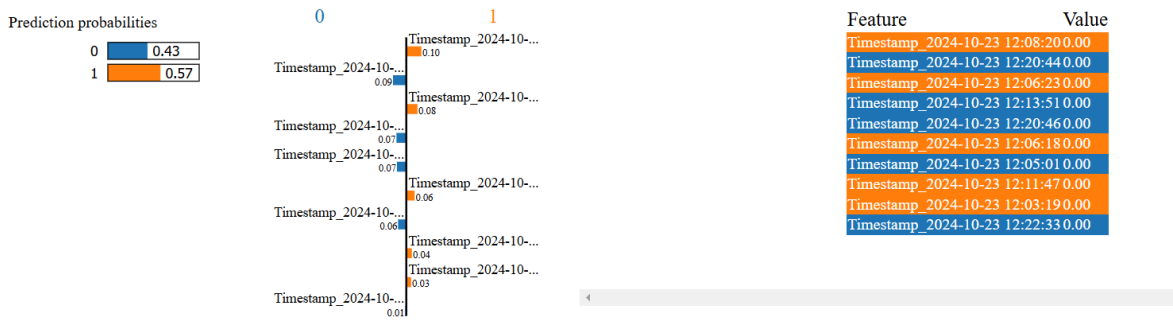 Prediction probabilities
0 0.43
1 0.57
0 1
Timestamp_2024-10-...
0.10
Timestamp_2024-10-...
0.09
Timestamp_2024-10-...
0.08
Timestamp_2024-10-...
0.07
Timestamp_2024-10-...
0.07
Timestamp_2024-10-...
0.06
Timestamp_2024-10-...
0.06
Timestamp_2024-10-...
0.04
Timestamp_2024-10-...
0.03
Timestamp_2024-10-...
0.01
Feature Value
Timestamp_2024-10-23 12:08:20 0.00
Timestamp_2024-10-23 12:20:44 0.00
Timestamp_2024-10-23 12:06:23 0.00
Timestamp_2024-10-23 12:13:51 0.00
Timestamp_2024-10-23 12:20:46 0.00
Timestamp_2024-10-23 12:06:18 0.00
Timestamp_2024-10-23 12:05:01 0.00
Timestamp_2024-10-23 12:11:47 0.00
Timestamp_2024-10-23 12:03:19 0.00
Timestamp_2024-10-23 12:22:33 0.00